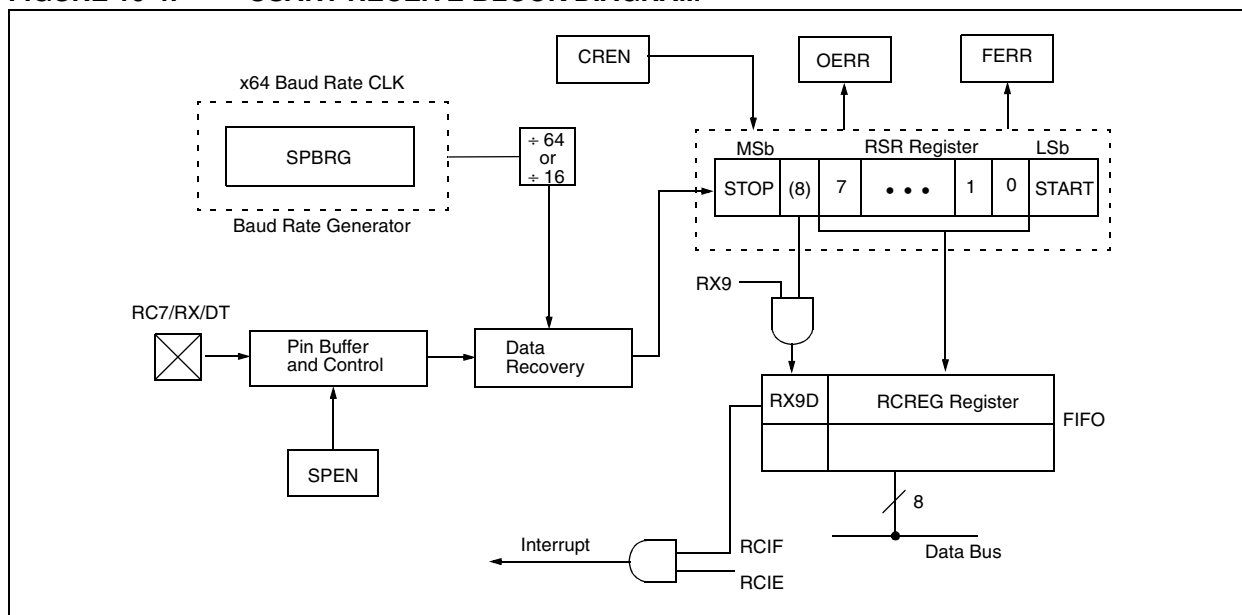 CREN
OERR
FERR
x64 Baud Rate CLK
SPBRG
Baud Rate Generator
÷ 64
or
÷ 16
MSb
RSR Register
LSb
STOP
(8)
7
• • •
1
0
START
RX9
RC7/RX/DT
Pin Buffer
and Control
Data
Recovery
SPEN
RX9D
RCREG Register
FIFO
8
Interrupt
RCIF
RCIE
Data Bus